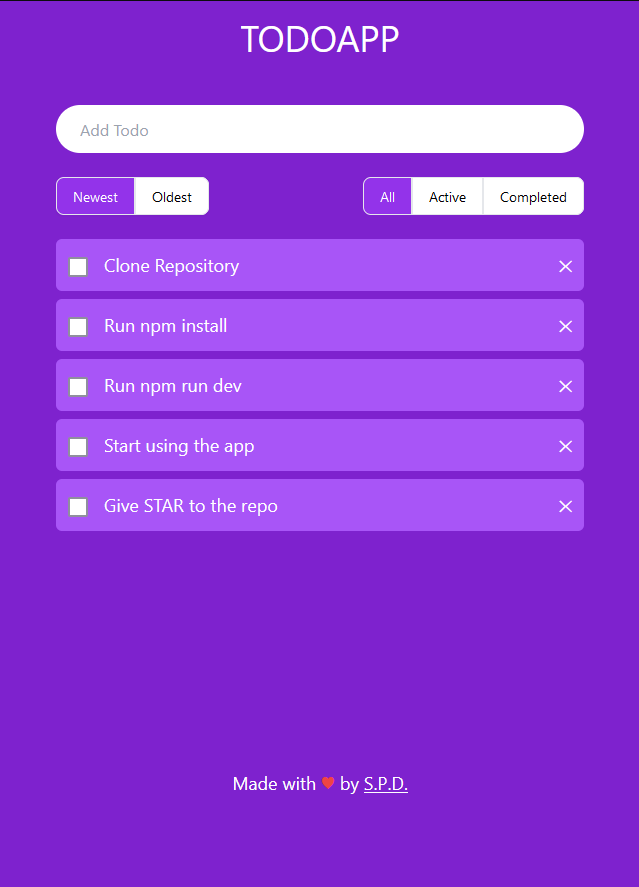 TODOAPP
Add Todo
Newest Oldest All Active Completed
Clone Repository
Run npm install
Run npm run dev
Start using the app
Give STAR to the repo
Made with ♥ by S.P.D.